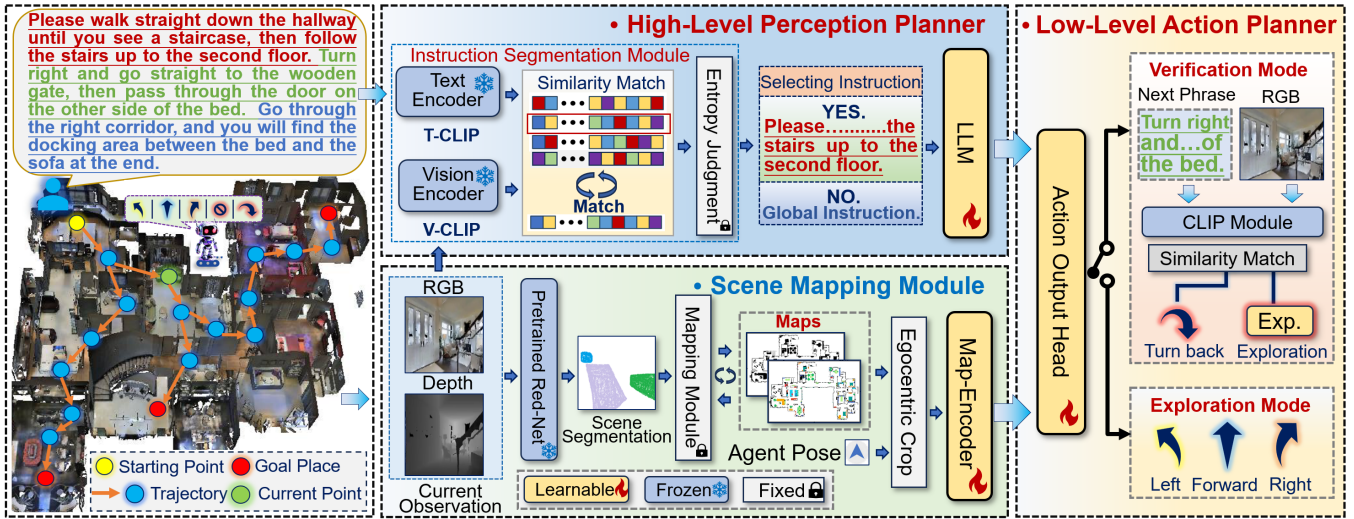 Please walk straight down the hallway
until you see a staircase, then follow
the stairs up to the second floor. Turn
right and go straight to the wooden
gate, then pass through the door on
the other side of the bed. Go through
the right corridor, and you will find the
docking area between the bed and the
sofa at the end.
Starting Point
Goal Place
Trajectory
Current Point
• High-Level Perception Planner
Instruction Segmentation Module
Text
Encoder
T-CLIP
Vision
Encoder
V-CLIP
Similarity Match
Match
Entropy Judgment
Selecting Instruction
YES.
Please...........the
stairs up to the
second floor.
NO.
Global Instruction.
LLM
• Scene Mapping Module
RGB
Depth
Current
Observation
Pretrained Red-Net
Scene
Segmentation
Mapping Module
Maps
Agent Pose
Egocentric Crop
Map-Encoder
Learnable
Frozen
Fixed
• Low-Level Action Planner
Action Output Head
Verification Mode
Next Phrase
RGB
Turn right
and...of
the bed.
CLIP Module
Similarity Match
Exp.
Turn back
Exploration
Exploration Mode
Left
Forward
Right